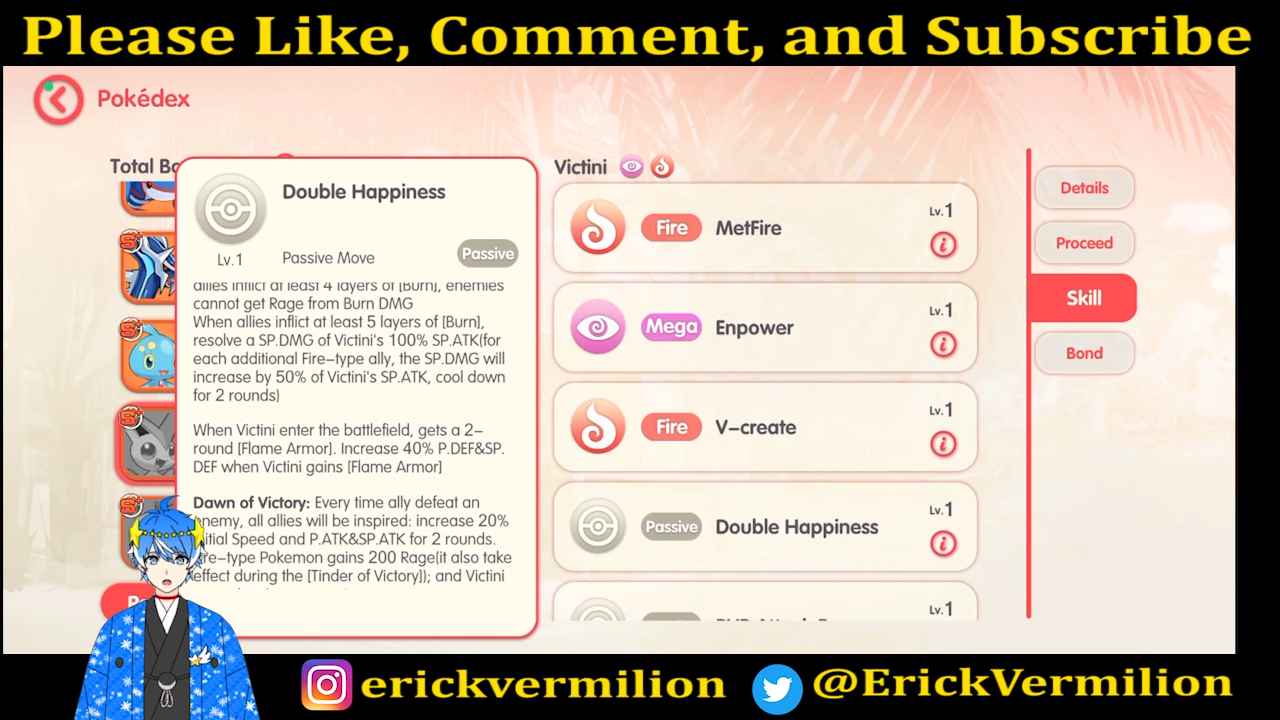 Please Like, Comment, and Subscribe
Pokédex
Total Ba
S+
S+
S+
S+
Double Happiness
Lv.1
Passive Move
Passive
allies inflict at least 4 layers of [Burn], enemies
cannot get Rage from Burn DMG
When allies inflict at least 5 layers of [Burn],
resolve a SP.DMG of Victini's 100% SP.ATK(for
each additional Fire-type ally, the SP.DMG will
increase by 50% of Victini's SP.ATK, cool down
for 2 rounds)
When Victini enter the battlefield, gets a 2-
round [Flame Armor]. Increase 40% P.DEF&SP.
DEF when Victini gains [Flame Armor]
Dawn of Victory: Every time ally defeat an
enemy, all allies will be inspired: increase 20%
initial Speed and P.ATK&SP.ATK for 2 rounds.
Fire-type Pokemon gains 200 Rage(it also take
effect during the [Tinder of Victory]); and Victini
Victini
Fire
MetFire
Lv.1
Mega
Enpower
Lv.1
Fire
V-create
Lv.1
Passive
Double Happiness
Lv.1
Lv.1
Details
Proceed
Skill
Bond
erickvermilion
@ErickVermilion